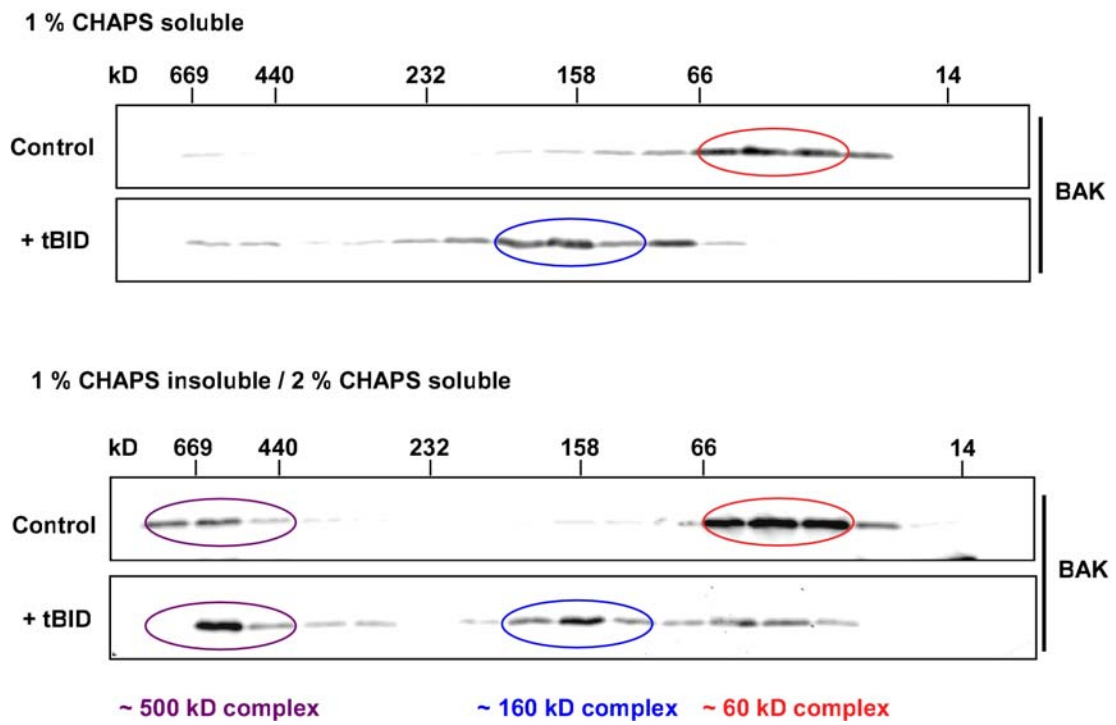 1 % CHAPS soluble
kD 669 440 232 158 66 14
Control
BAK
+ tBID
1 % CHAPS insoluble / 2 % CHAPS soluble
kD 669 440 232 158 66 14
Control
BAK
+ tBID
~ 500 kD complex ~ 160 kD complex ~ 60 kD complex